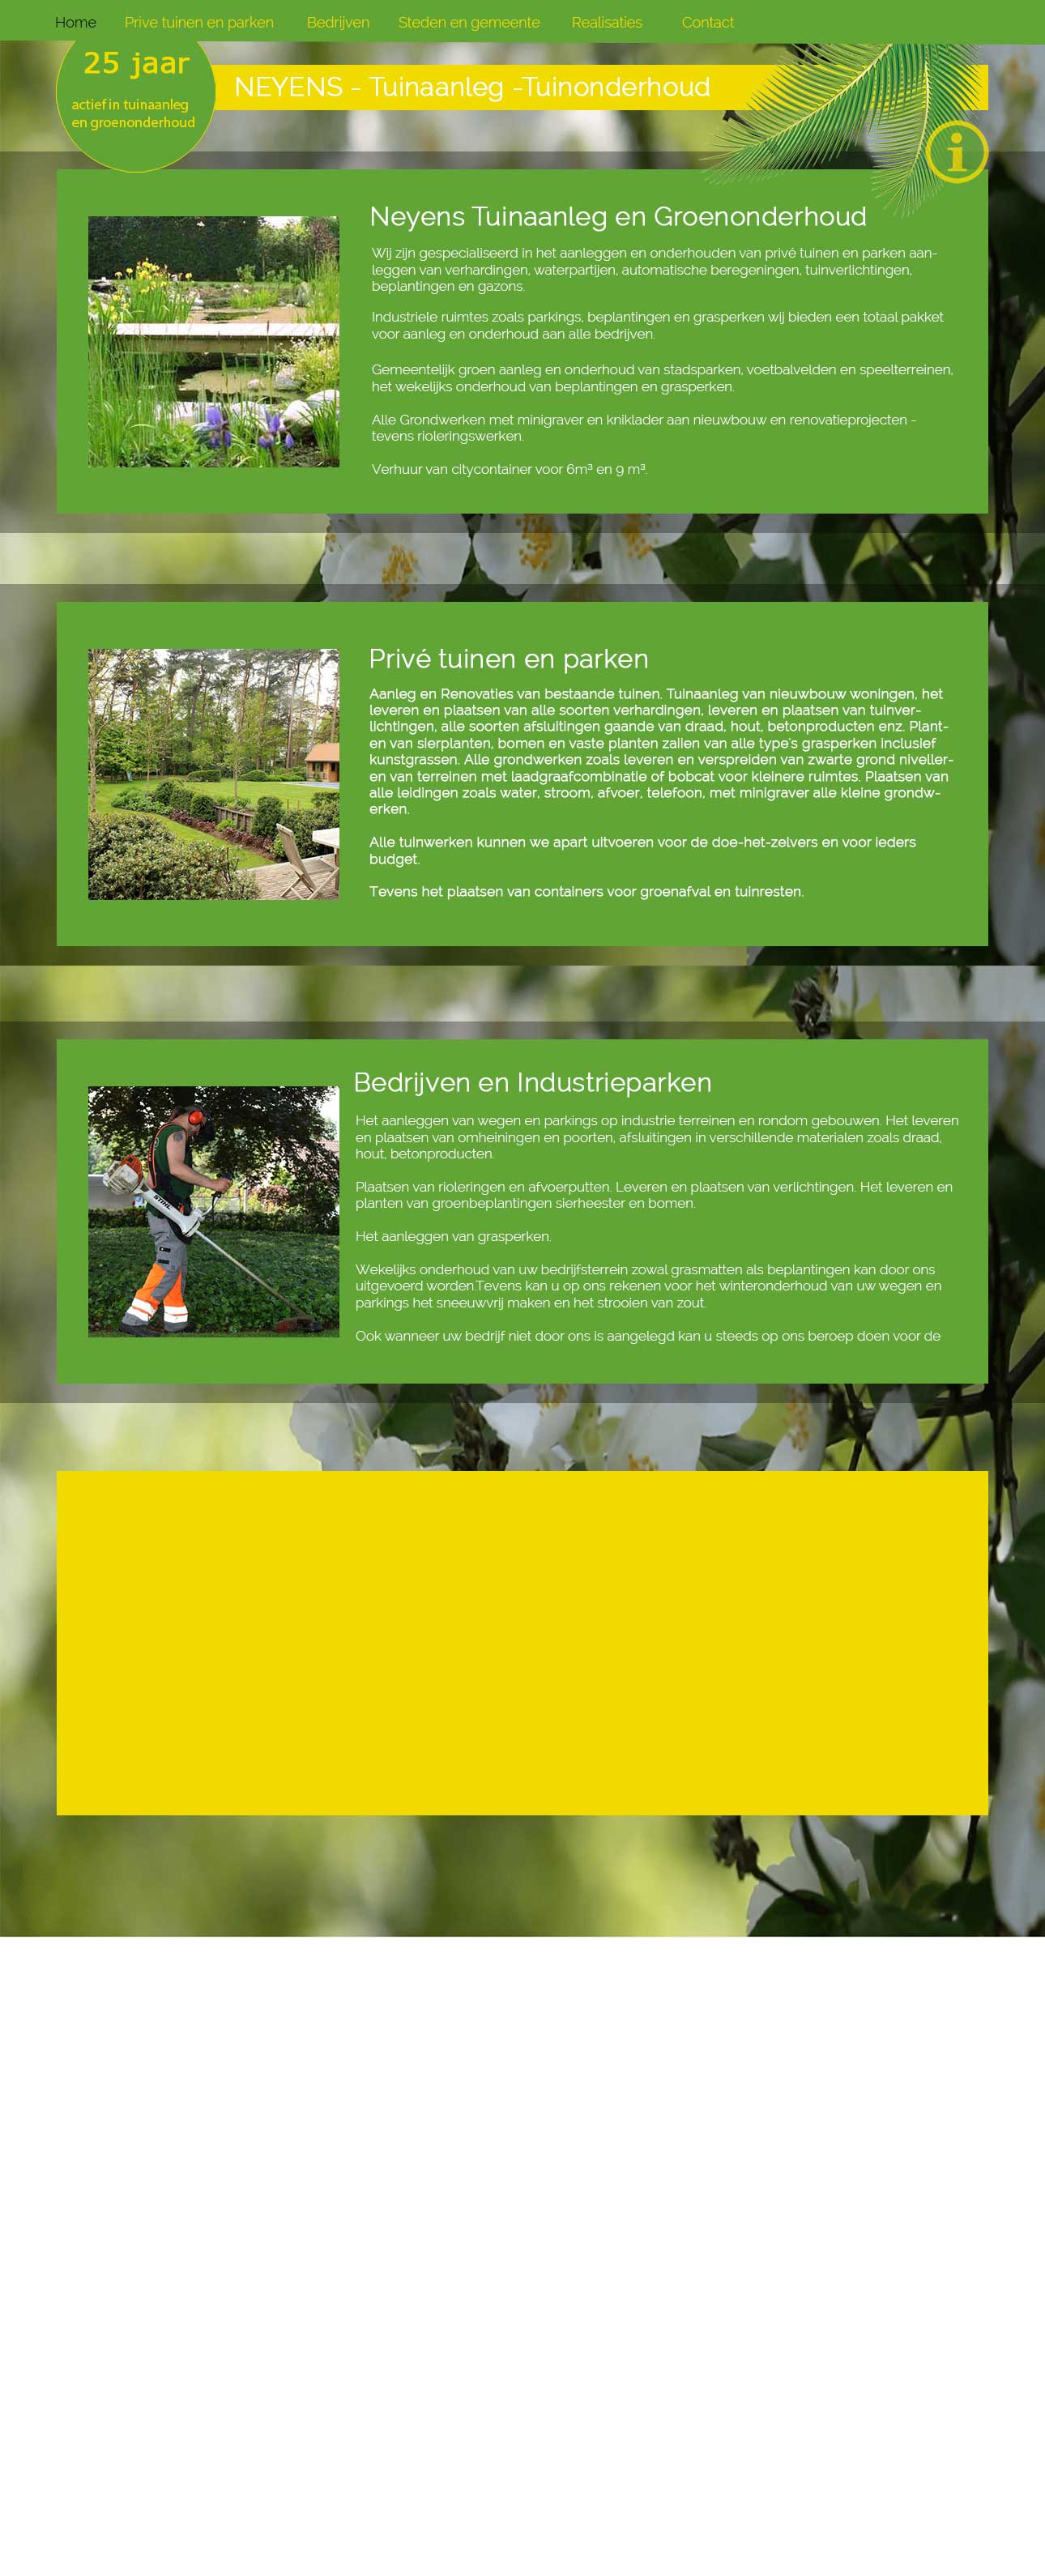 Home Prive tuinen en parken Bedrijven Steden en gemeente Realisaties Contact
25 jaar
actief in tuinaanleg
en groenonderhoud
NEYENS - Tuinaanleg -Tuinonderhoud
Neyens Tuinaanleg en Groenonderhoud
Wij zijn gespecialiseerd in het aanleggen en onderhouden van privé tuinen en parken aan-
leggen van verhardingen, waterpartijen, automatische beregeningen, tuinverlichtingen,
beplantingen en gazons.
Industriele ruimtes zoals parkings, beplantingen en grasperken wij bieden een totaal pakket
voor aanleg en onderhoud aan alle bedrijven.
Gemeentelijk groen aanleg en onderhoud van stadsparken, voetbalvelden en speelterreinen,
het wekelijks onderhoud van beplantingen en grasperken.
Alle Grondwerken met minigraver en kniklader aan nieuwbouw en renovatieprojecten -
tevens rioleringswerken.
Verhuur van citycontainer voor 6m³ en 9 m³.
Privé tuinen en parken
Aanleg en Renovaties van bestaande tuinen. Tuinaanleg van nieuwbouw woningen, het
leveren en plaatsen van alle soorten verhardingen, leveren en plaatsen van tuinver-
lichtingen, alle soorten afsluitingen gaande van draad, hout, betonproducten enz. Plant-
en van sierplanten, bomen en vaste planten zaiien van alle type's grasperken inclusief
kunstgrassen. Alle grondwerken zoals leveren en verspreiden van zwarte grond niveller-
en van terreinen met laadgraafcombinatie of bobcat voor kleinere ruimtes. Plaatsen van
alle leidingen zoals water, stroom, afvoer, telefoon, met minigraver alle kleine grondw-
erken.
Alle tuinwerken kunnen we apart uitvoeren voor de doe-het-zelvers en voor ieders
budget.
Tevens het plaatsen van containers voor groenafval en tuinresten.
Bedrijven en Industrieparken
Het aanleggen van wegen en parkings op industrie terreinen en rondom gebouwen. Het leveren
en plaatsen van omheiningen en poorten, afsluitingen in verschillende materialen zoals draad,
hout, betonproducten.
Plaatsen van rioleringen en afvoerputten. Leveren en plaatsen van verlichtingen. Het leveren en
planten van groenbeplantingen sierheester en bomen.
Het aanleggen van grasperken.
Wekelijks onderhoud van uw bedrijfsterrein zowal grasmatten als beplantingen kan door ons
uitgevoerd worden.Tevens kan u op ons rekenen voor het winteronderhoud van uw wegen en
parkings het sneeuwvrij maken en het strooien van zout.
Ook wanneer uw bedrijf niet door ons is aangelegd kan u steeds op ons beroep doen voor de
STIHL